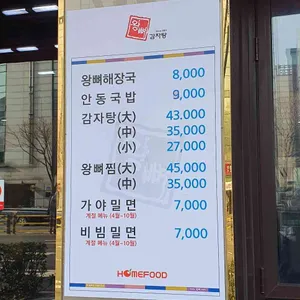 왕뼈
감자탕
왕뼈해장국 8,000
안동국밥 9,000
감자탕(大) 43.000
(中) 35,000
(小) 27,000
왕뼈찜(大) 45,000
(中) 35,000
가야밀면 7,000
계절 메뉴 (4월~10월)
비빔밀면 7,000
계절 메뉴 (4월~10월)
HOMEFOOD